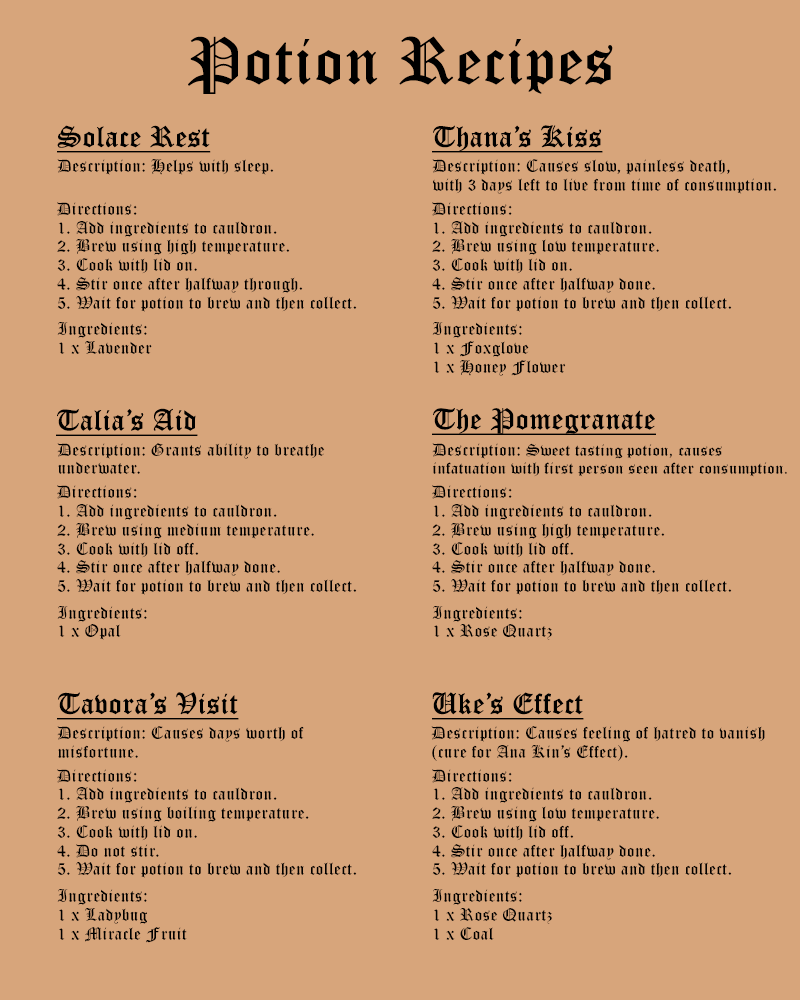 Potion Recipes
Solace Rest
Description: Helps with sleep.
Directions:
1. Add ingredients to cauldron.
2. Brew using high temperature.
3. Cook with lid on.
4. Stir once after halfway through.
5. Wait for potion to brew and then collect.
Ingredients:
1 x Lavender
Thana's Kiss
Description: Causes slow, painless death,
with 3 days left to live from time of consumption.
Directions:
1. Add ingredients to cauldron.
2. Brew using low temperature.
3. Cook with lid on.
4. Stir once after halfway done.
5. Wait for potion to brew and then collect.
Ingredients:
1 x Foxglove
1 x Honey Flower
Talia's Aid
Description: Grants ability to breathe
underwater.
Directions:
1. Add ingredients to cauldron.
2. Brew using medium temperature.
3. Cook with lid off.
4. Stir once after halfway done.
5. Wait for potion to brew and then collect.
Ingredients:
1 x Opal
The Pomegranate
Description: Sweet tasting potion, causes
infatuation with first person seen after consumption.
Directions:
1. Add ingredients to cauldron.
2. Brew using high temperature.
3. Cook with lid off.
4. Stir once after halfway done.
5. Wait for potion to brew and then collect.
Ingredients:
1 x Rose Quartz
Tavora's Visit
Description: Causes days worth of
misfortune.
Directions:
1. Add ingredients to cauldron.
2. Brew using boiling temperature.
3. Cook with lid on.
4. Do not stir.
5. Wait for potion to brew and then collect.
Ingredients:
1 x Ladybug
1 x Miracle Fruit
Uke's Effect
Description: Causes feeling of hatred to vanish
(cure for Ana Kin's Effect).
Directions:
1. Add ingredients to cauldron.
2. Brew using low temperature.
3. Cook with lid off.
4. Stir once after halfway done.
5. Wait for potion to brew and then collect.
Ingredients:
1 x Rose Quartz
1 x Coal